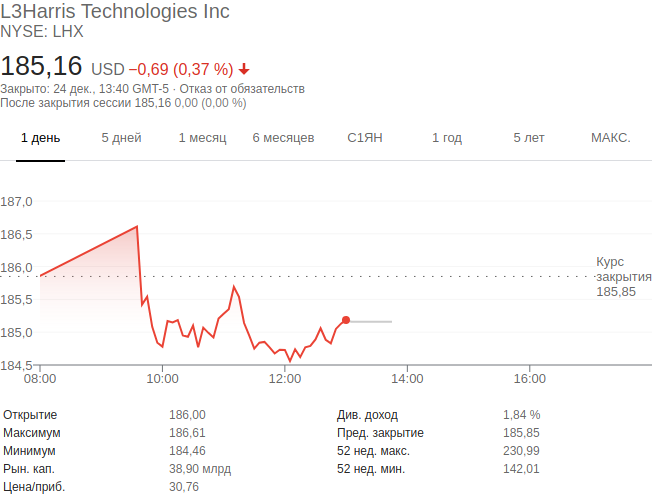 L3Harris Technologies Inc
NYSE: LHX
185,16 USD −0,69 (0,37 %)
Закрыто: 24 дек., 13:40 GMT-5 · Отказ от обязательств
После закрытия сессии 185,16 0,00 (0,00 %)
1 день 5 дней 1 месяц 6 месяцев С1ЯН 1 год 5 лет МАКС.
187,0
186,5
186,0
185,5
185,0
184,5
Курс
закрытия
185,85
08:00 10:00 12:00 14:00 16:00
Открытие 186,00 Див. доход 1,84 %
Максимум 186,61 Пред. закрытие 185,85
Минимум 184,46 52 нед. макс. 230,99
Рын. кап. 38,90 млрд 52 нед. мин. 142,01
Цена/приб. 30,76